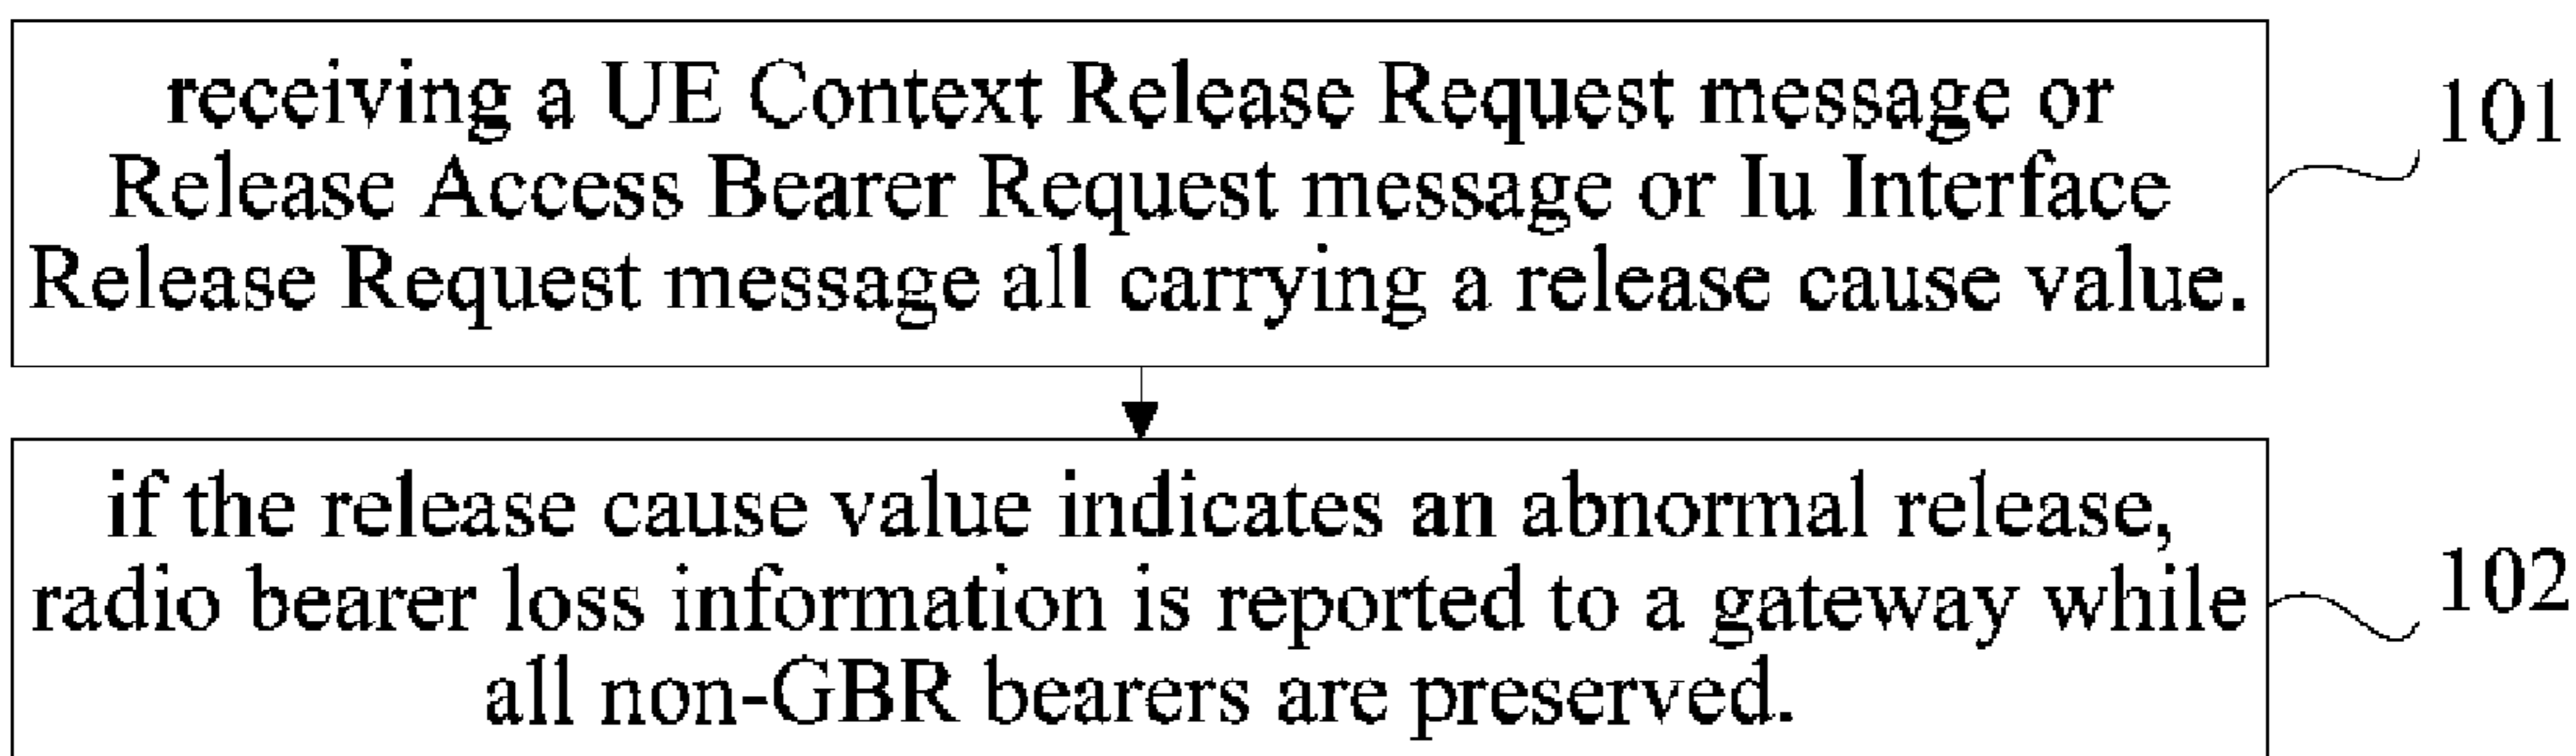 receiving a UE Context Release Request message or
Release Access Bearer Request message or Iu Interface
Release Request message all carrying a release cause value.
101
if the release cause value indicates an abnormal release,
radio bearer loss information is reported to a gateway while
all non-GBR bearers are preserved.
102